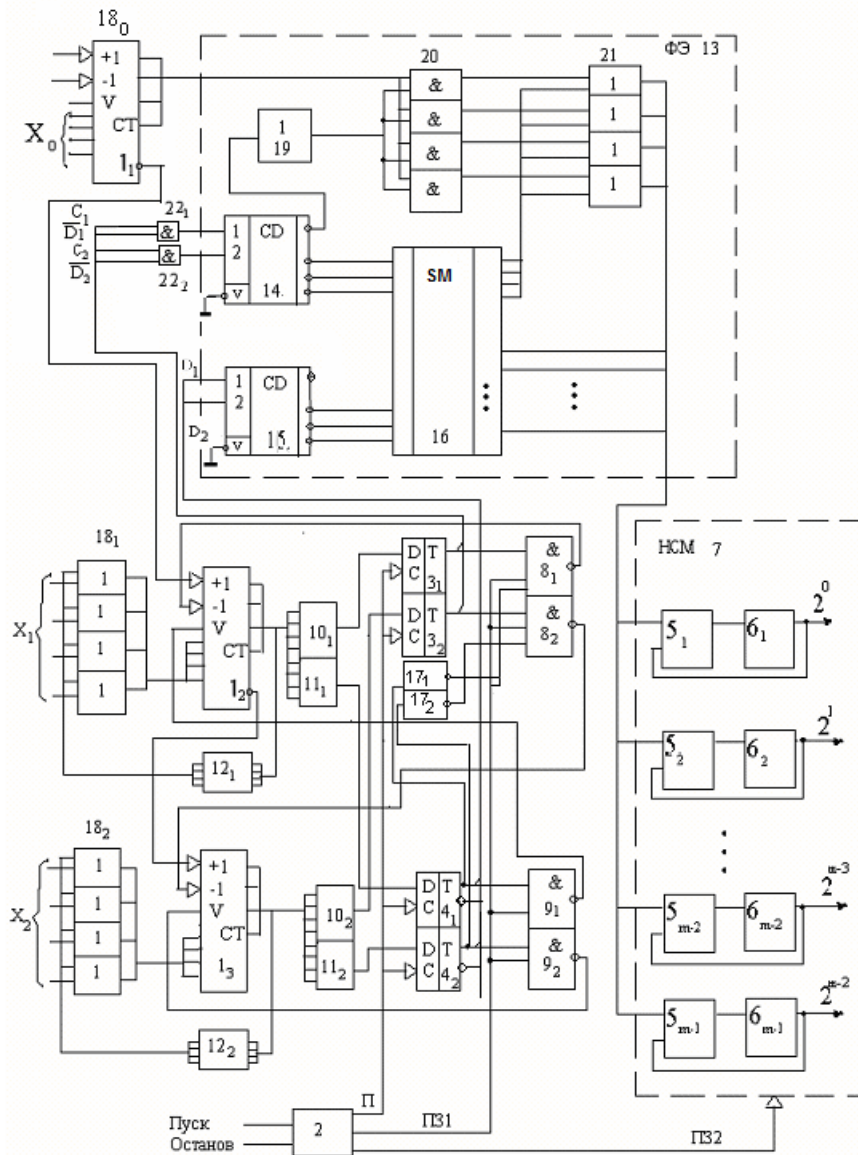 18₀
+1
-1
V
CT
1₁
X₀
ФЭ 13
20
&
&
&
&
21
1
1
1
1
1
19
C₁
D̅₁
C₂
D̅₂
22₁
&
&
22₂
1
2
V
CD
14.
SM
16
D₁
D₂
1
2
V
CD
15.
18₁
X₁
1
1
1
1
+1
-1
V
CT
1₂
10₁
11₁
12₁
D T
C 3₁
D T
C 3₂
17₁
17₂
&
8₁
&
8₂
18₂
X₂
1
1
1
1
+1
-1
V
CT
1₃
10₂
11₂
12₂
D T
C 4₁
D T
C 4₂
&
9₁
&
9₂
НСМ 7
5₁
6₁
2⁰
5₂
6₂
2¹
5m-2
6m-2
2ᵐ⁻³
5m-1
6m-1
2ᵐ⁻²
Пуск
Останов
2
П
ПЗ1
ПЗ2